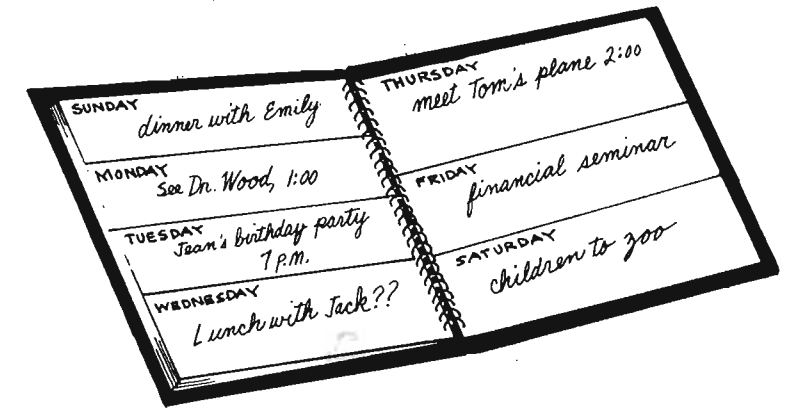 SUNDAY
dinner with Emily
MONDAY
See Dr. Wood, 1:00
TUESDAY
Jean's birthday party
7 P.M.
WEDNESDAY
Lunch with Jack??
THURSDAY
meet Tom's plane 2:00
FRIDAY
financial seminar
SATURDAY
children to zoo